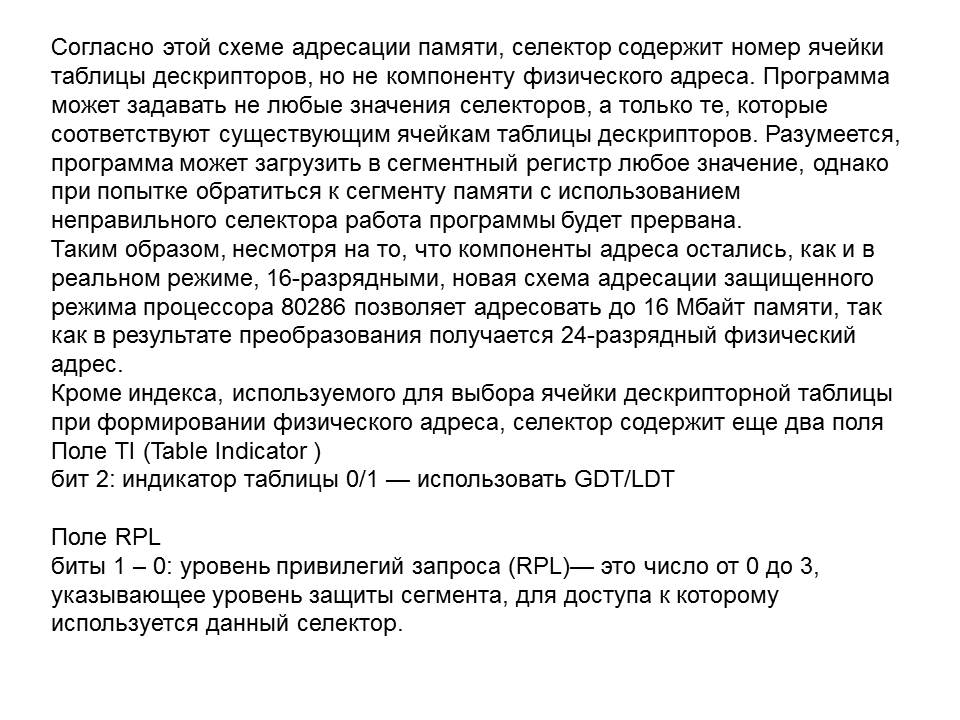 Согласно этой схеме адресации памяти, селектор содержит номер ячейки
таблицы дескрипторов, но не компоненту физического адреса. Программа
может задавать не любые значения селекторов, а только те, которые
соответствуют существующим ячейкам таблицы дескрипторов. Разумеется,
программа может загрузить в сегментный регистр любое значение, однако
при попытке обратиться к сегменту памяти с использованием
неправильного селектора работа программы будет прервана.
Таким образом, несмотря на то, что компоненты адреса остались, как и в
реальном режиме, 16-разрядными, новая схема адресации защищенного
режима процессора 80286 позволяет адресовать до 16 Мбайт памяти, так
как в результате преобразования получается 24-разрядный физический
адрес.
Кроме индекса, используемого для выбора ячейки дескрипторной таблицы
при формировании физического адреса, селектор содержит еще два поля
Поле TI (Table Indicator )
бит 2: индикатор таблицы 0/1 — использовать GDT/LDT
Поле RPL
биты 1 – 0: уровень привилегий запроса (RPL)— это число от 0 до 3,
указывающее уровень защиты сегмента, для доступа к которому
используется данный селектор.